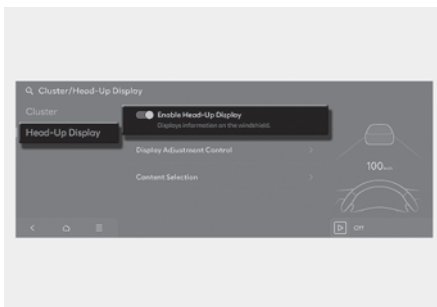 Cluster/Head-Up Display
Cluster
Head-Up Display
Enable Head-Up Display
Displays information on the windshield.
Display Adjustment Control
Content Selection
100
Off